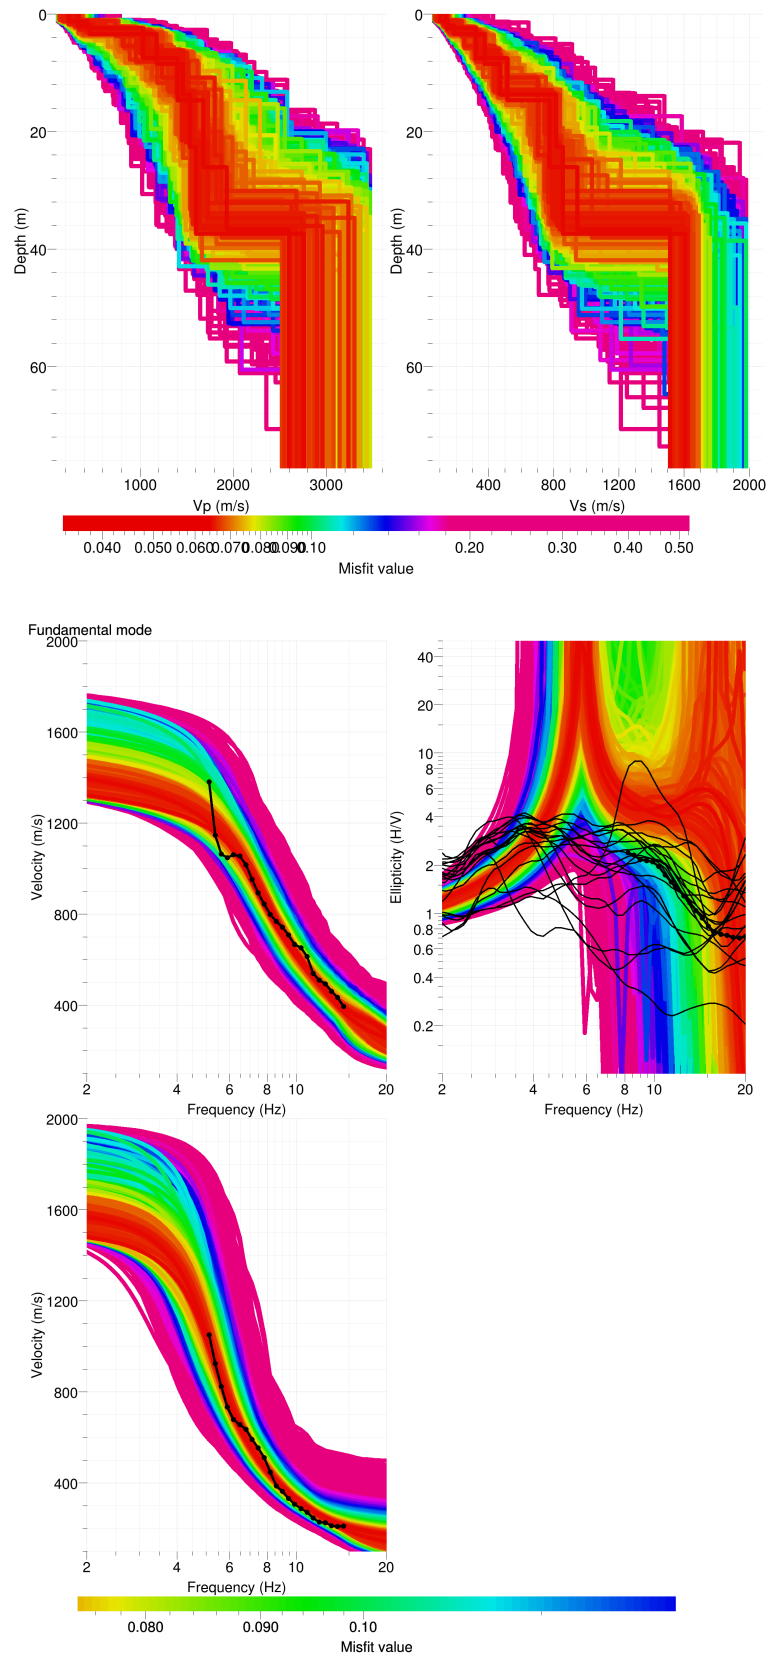 0
20
40
60
Depth (m)
1000 2000 3000
Vp (m/s)
0
20
40
60
Depth (m)
400 800 1200 1600 2000
Vs (m/s)
0.040 0.050 0.060 0.070 0.080 0.090 0.10 0.20 0.30 0.40 0.50
Misfit value
Fundamental mode
2000
1600
1200
800
400
Velocity (m/s)
2 4 6 8 10 20
Frequency (Hz)
40
20
10
8
6
4
2
1
0.8
0.6
0.4
0.2
Ellipticity (H/V)
2 4 6 8 10 20
Frequency (Hz)
2000
1600
1200
800
400
Velocity (m/s)
2 4 6 8 10 20
Frequency (Hz)
0.080 0.090 0.10
Misfit value